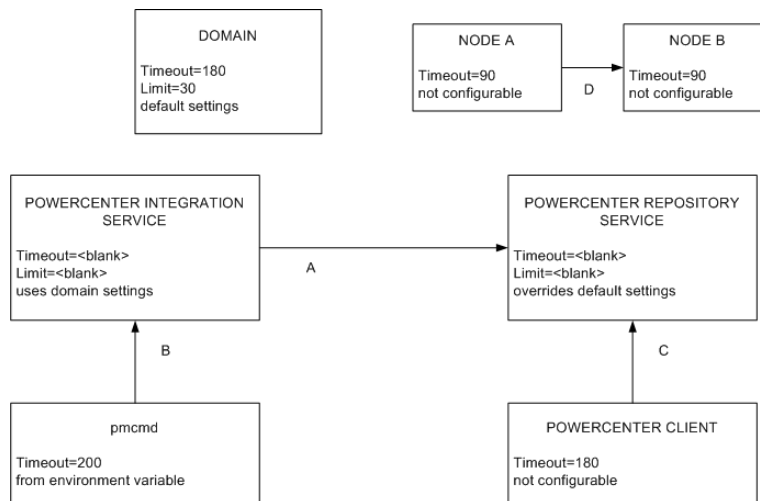 DOMAIN
Timeout=180
Limit=30
default settings
NODE A
Timeout=90
not configurable
D
NODE B
Timeout=90
not configurable
POWERCENTER INTEGRATION
SERVICE
Timeout=<blank>
Limit=<blank>
uses domain settings
A
POWERCENTER REPOSITORY
SERVICE
Timeout=<blank>
Limit=<blank>
overrides default settings
B
C
pmcmd
Timeout=200
from environment variable
POWERCENTER CLIENT
Timeout=180
not configurable